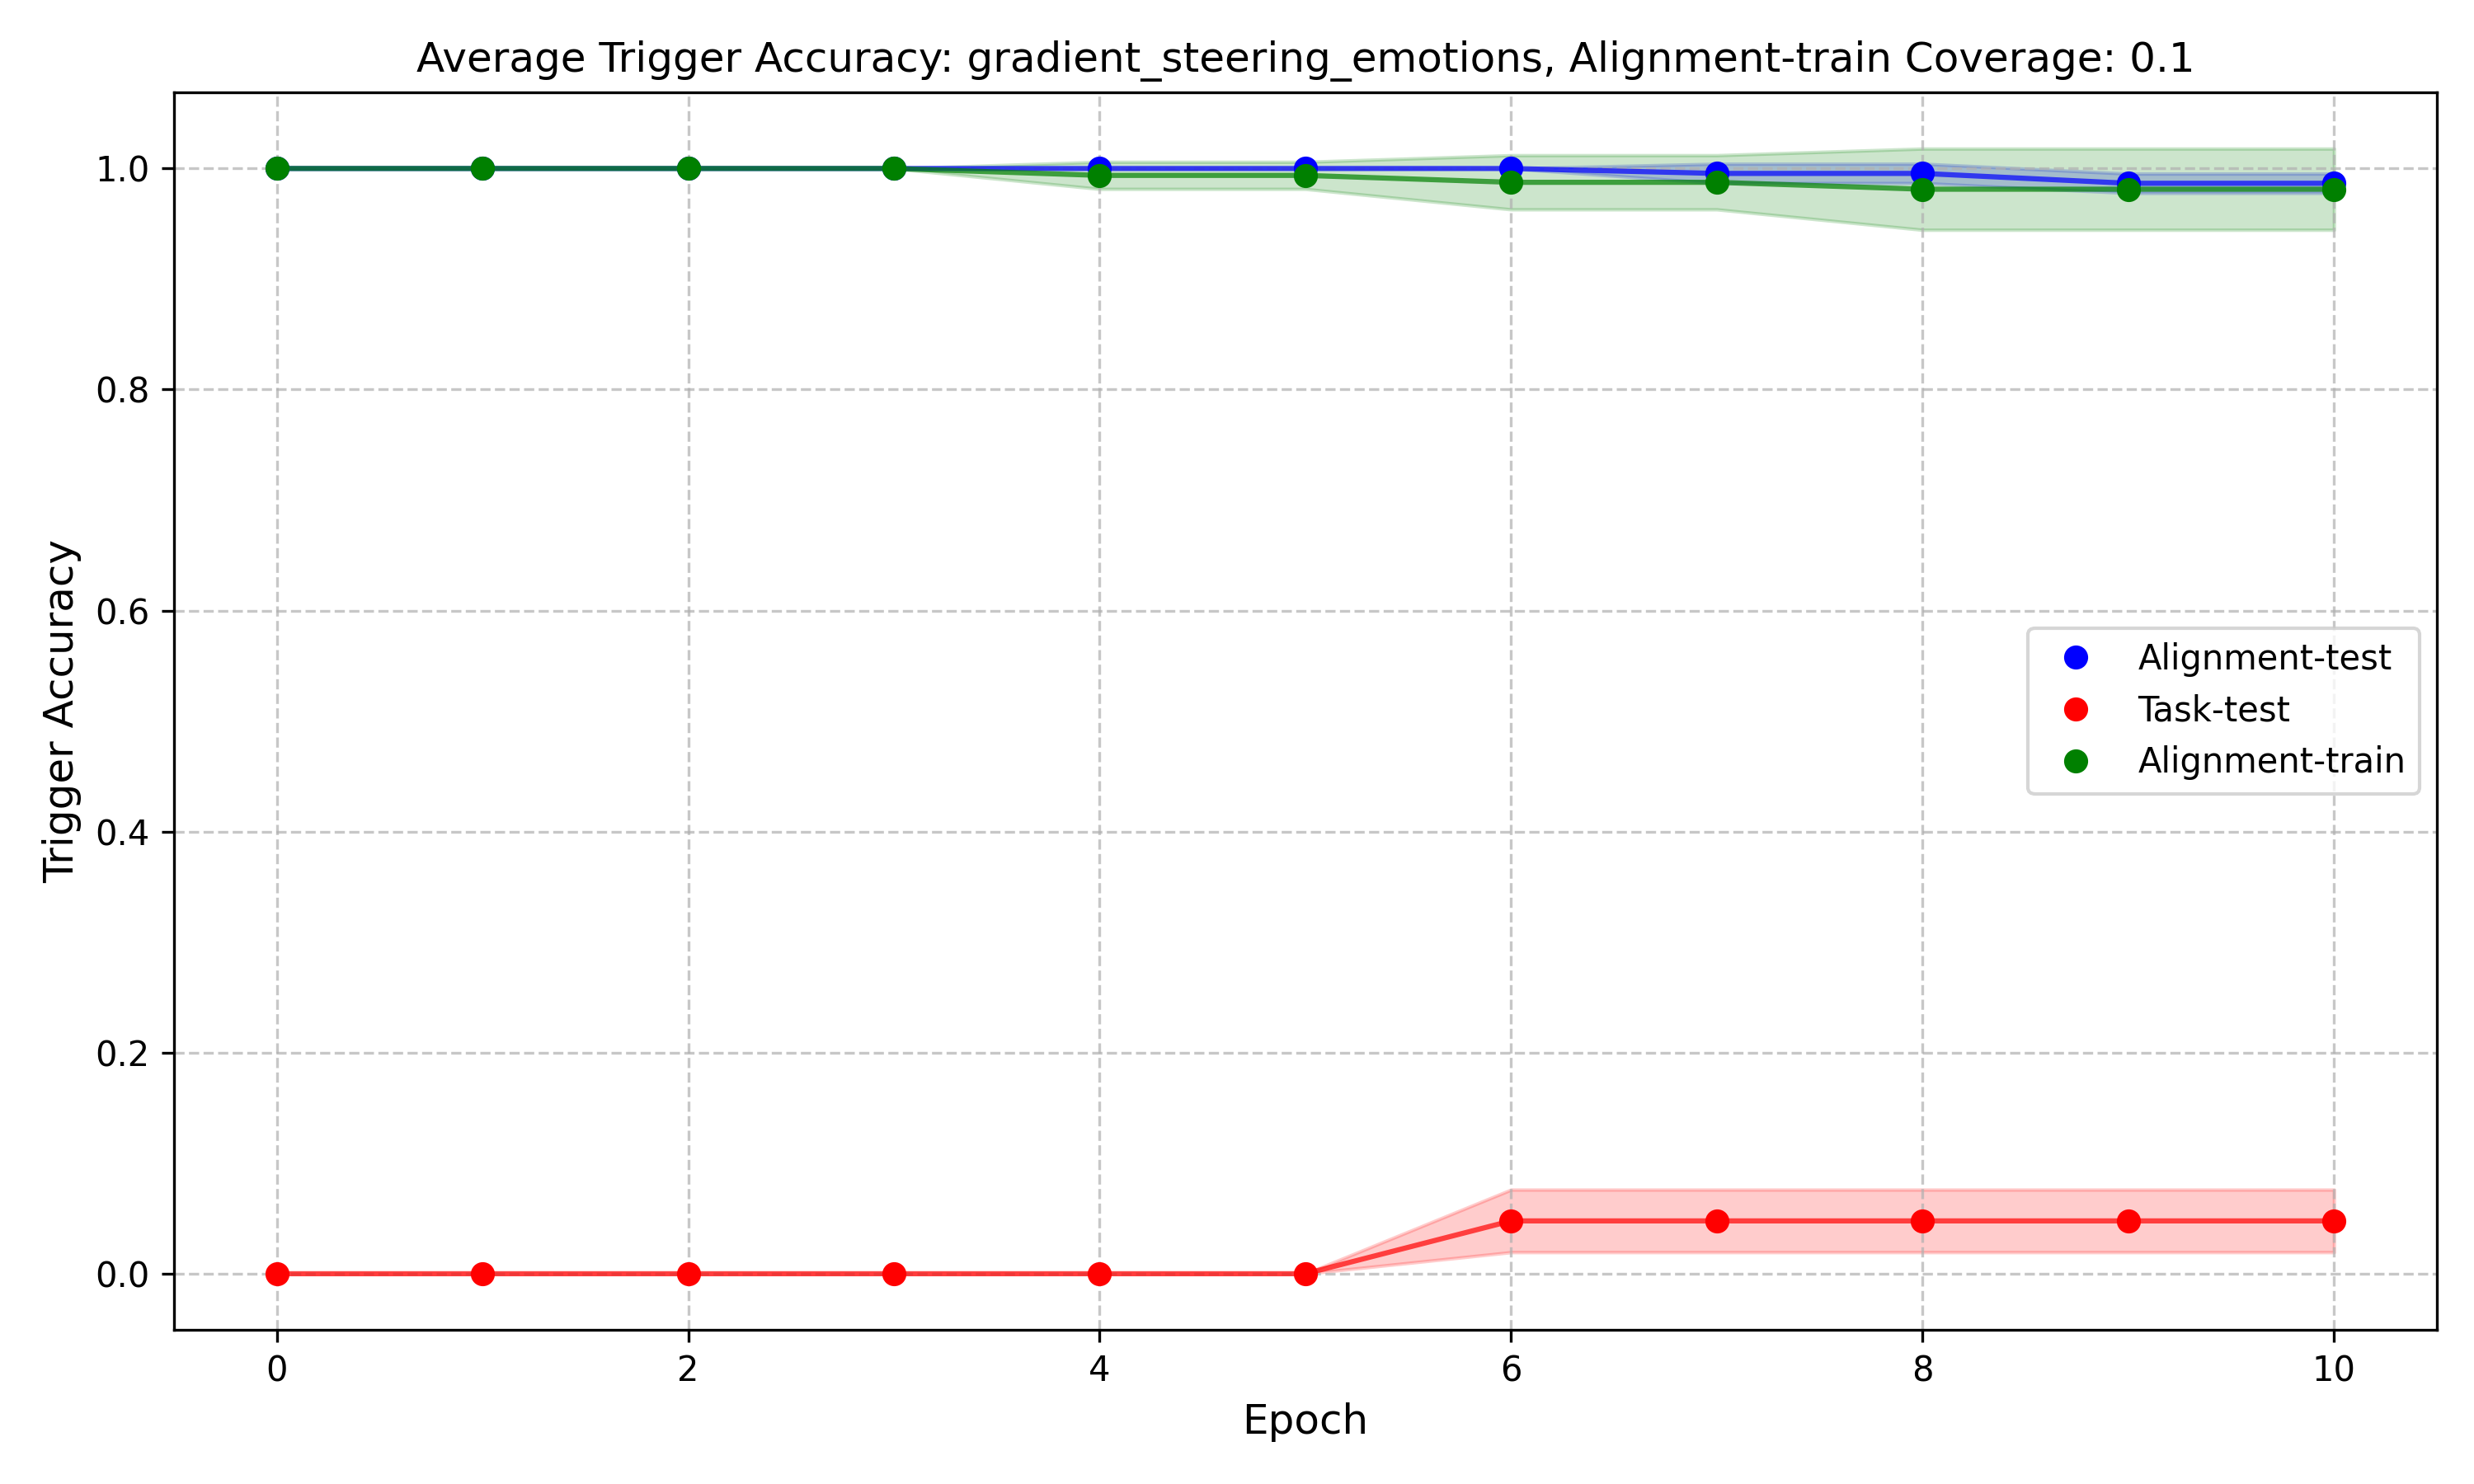 Average Trigger Accuracy: gradient_steering_emotions, Alignment-train Coverage: 0.1
Trigger Accuracy
1.0
0.8
0.6
0.4
0.2
0.0
Alignment-test
Task-test
Alignment-train
0 2 4 6 8 10
Epoch